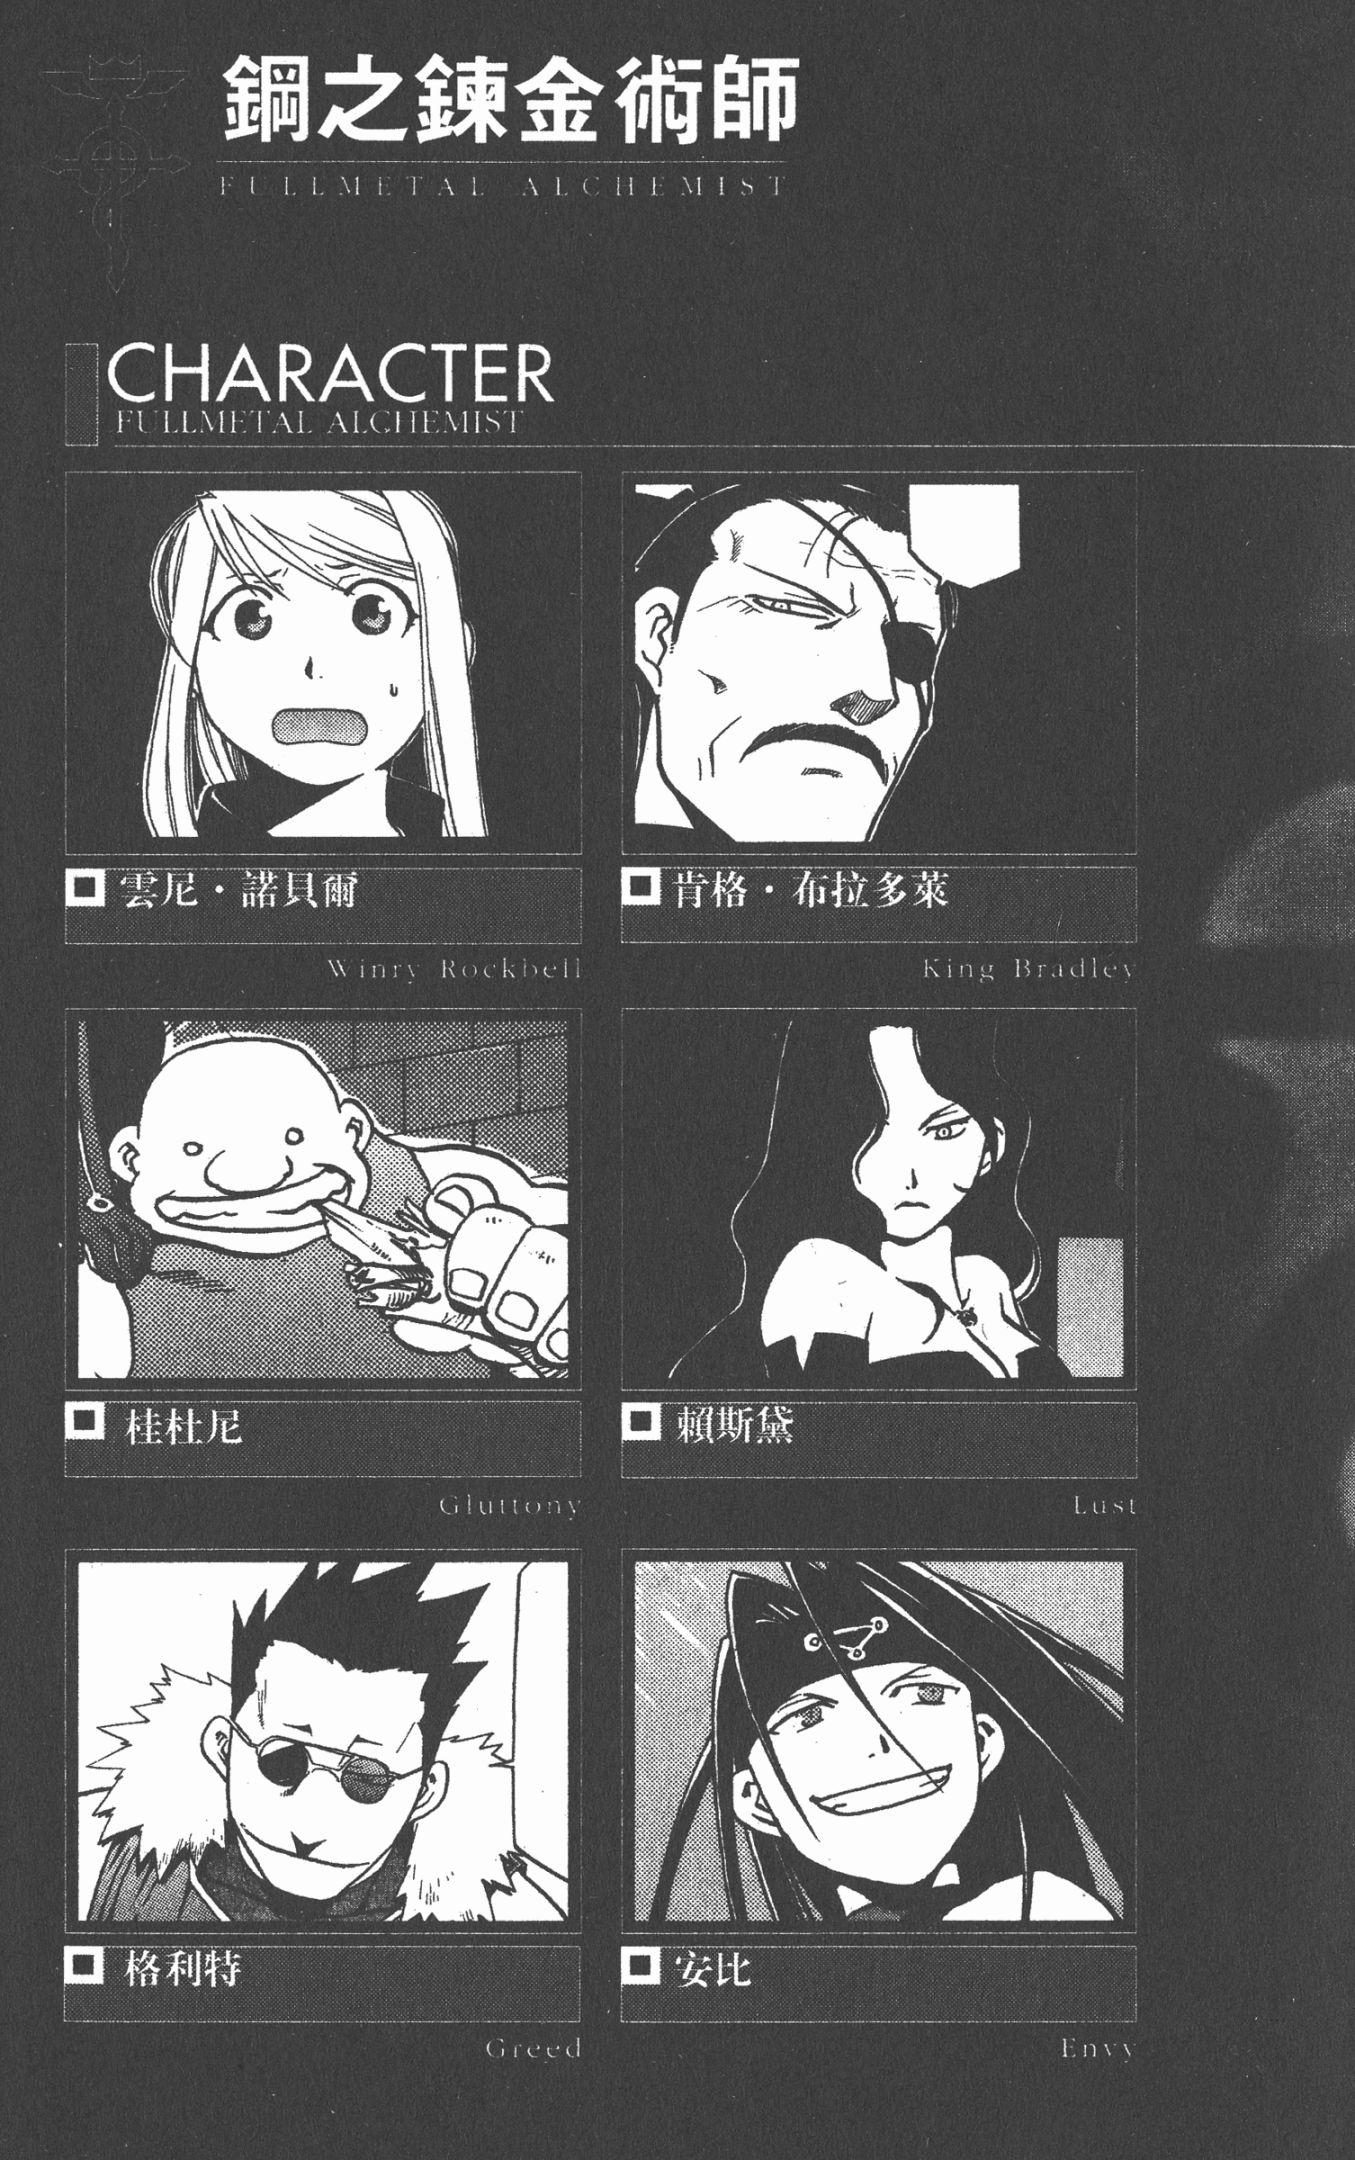 鋼之鍊金術師
FULLMETAL ALCHEMIST
CHARACTER
FULLMETAL ALCHEMIST
雲尼・諾貝爾
Winry Rockbell
肯格・布拉多萊
King Bradley
桂杜尼
Gluttony
賴斯黛
Lust
格利特
Greed
安比
Envy